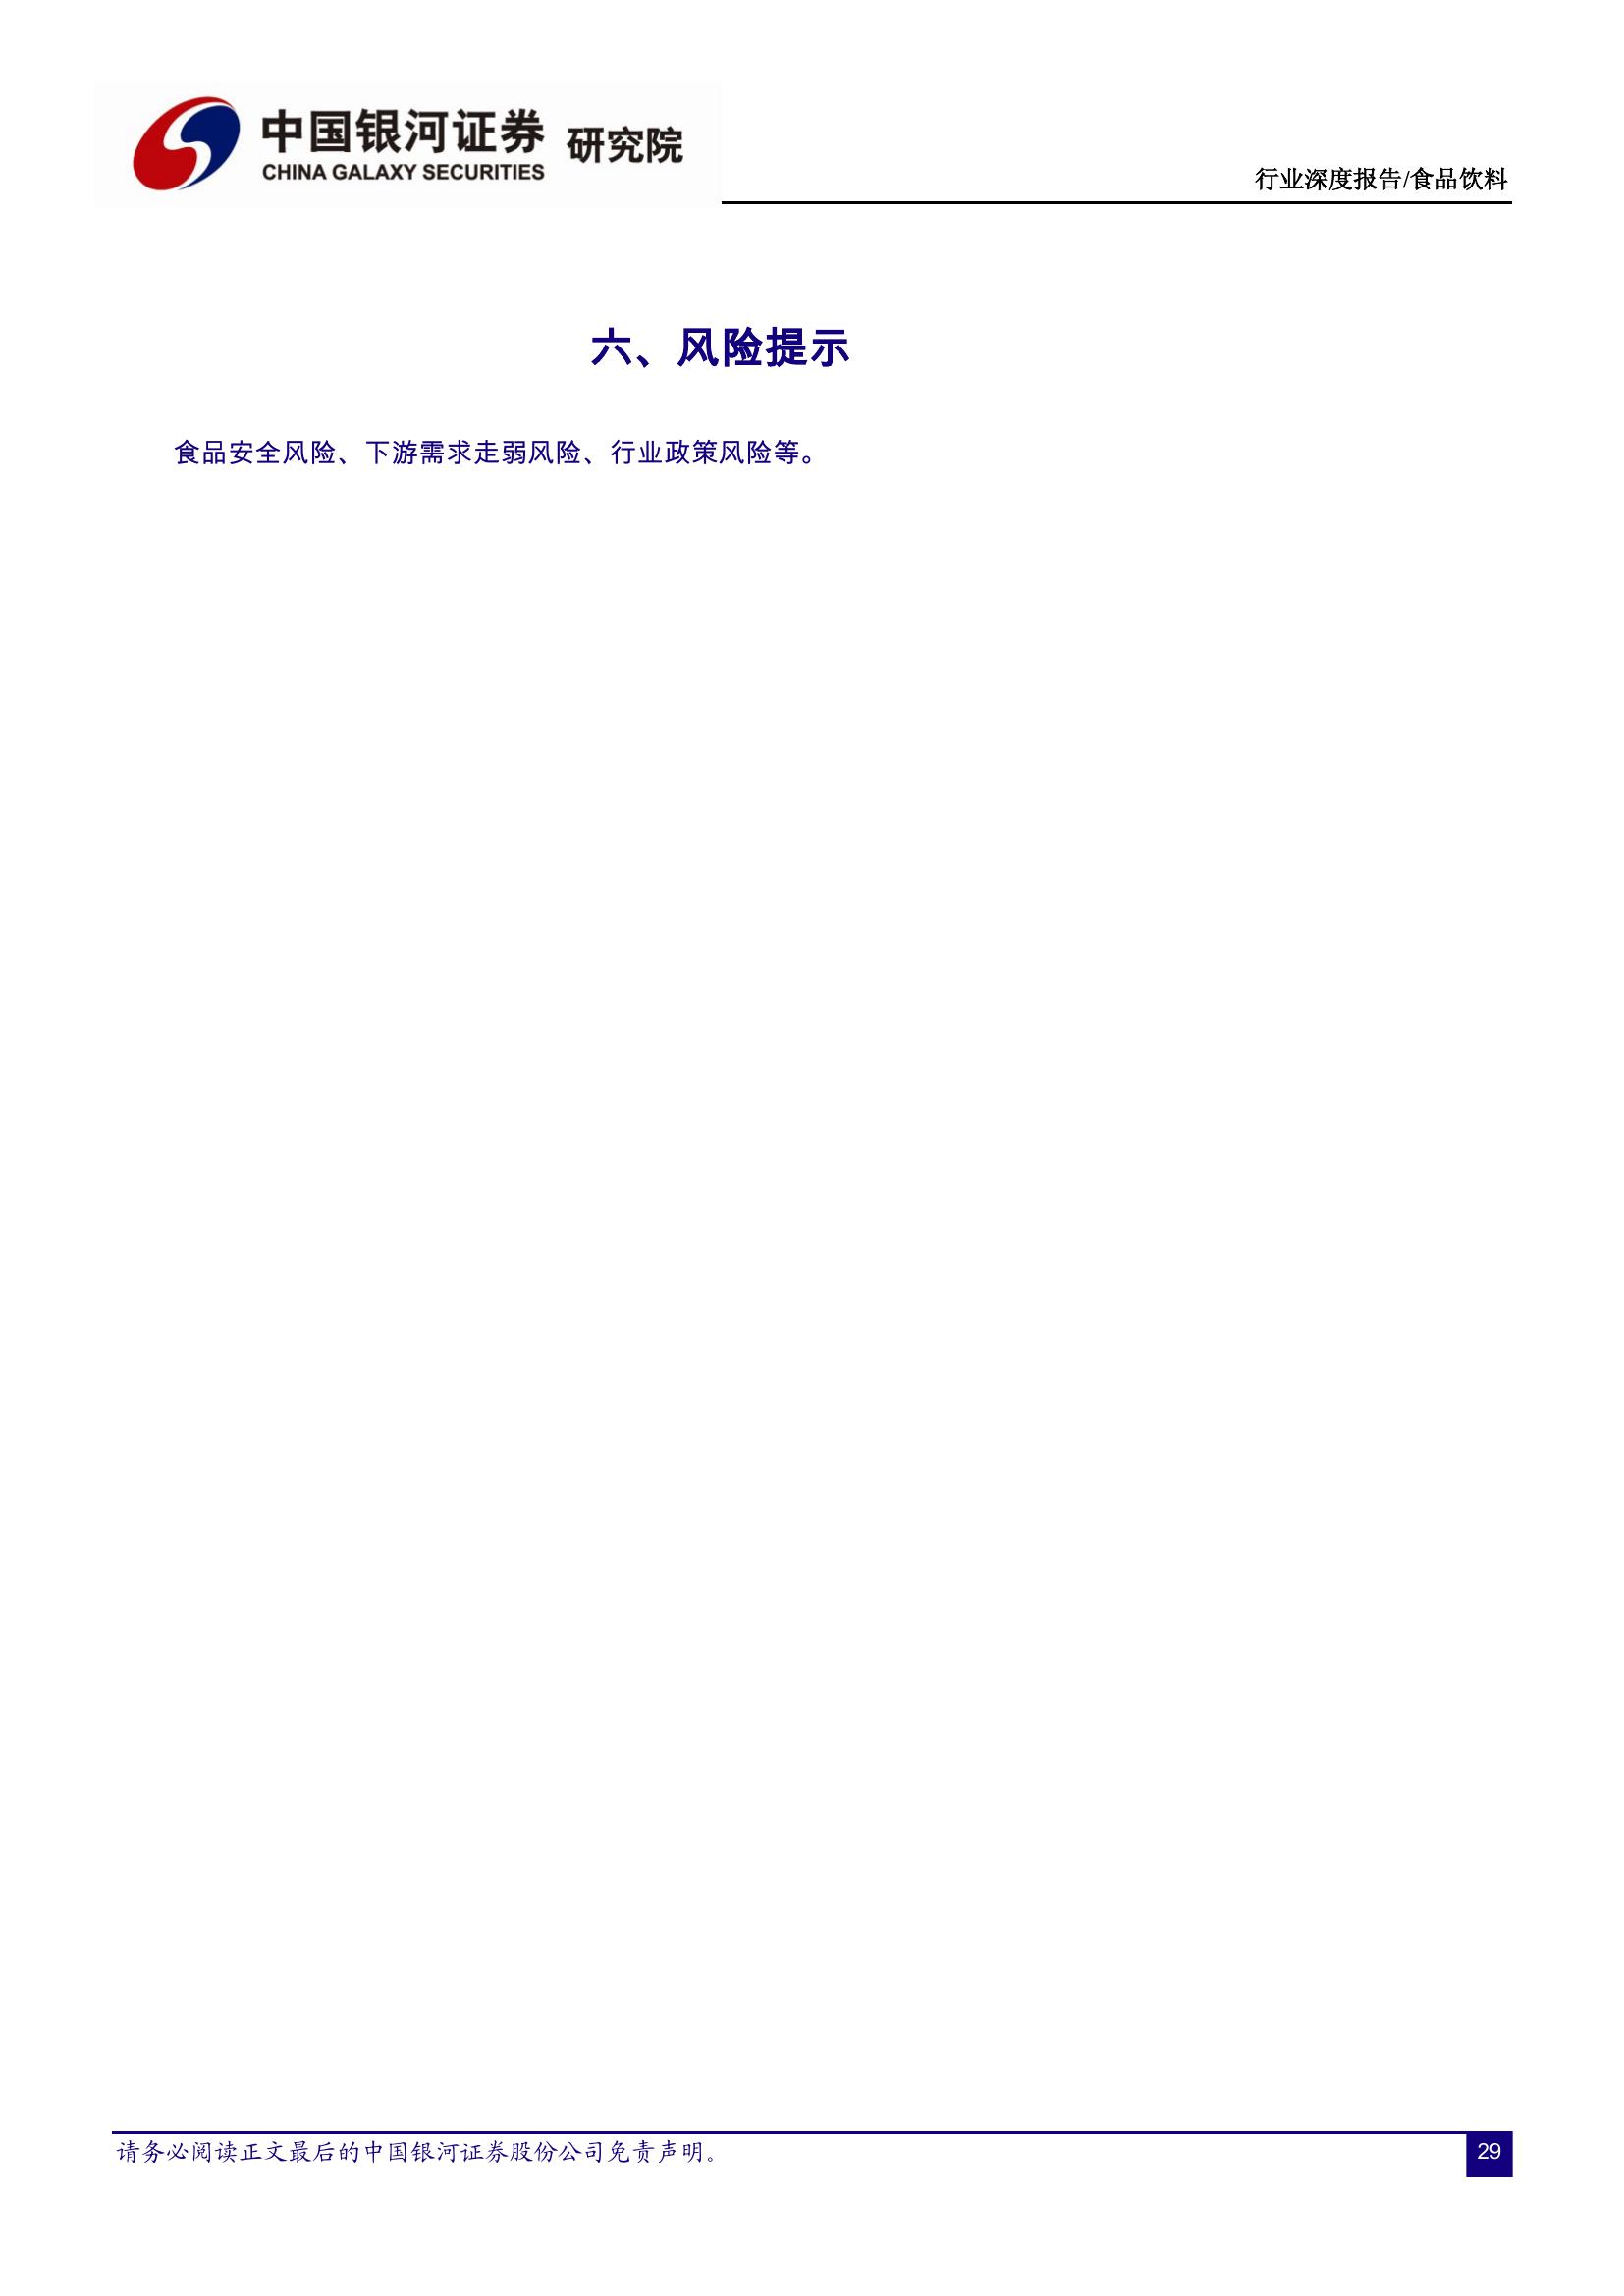 中国银河证券 研究院
CHINA GALAXY SECURITIES
行业深度报告/食品饮料
六、风险提示
食品安全风险、下游需求走弱风险、行业政策风险等。
请务必阅读正文最后的中国银河证券股份公司免责声明。
29